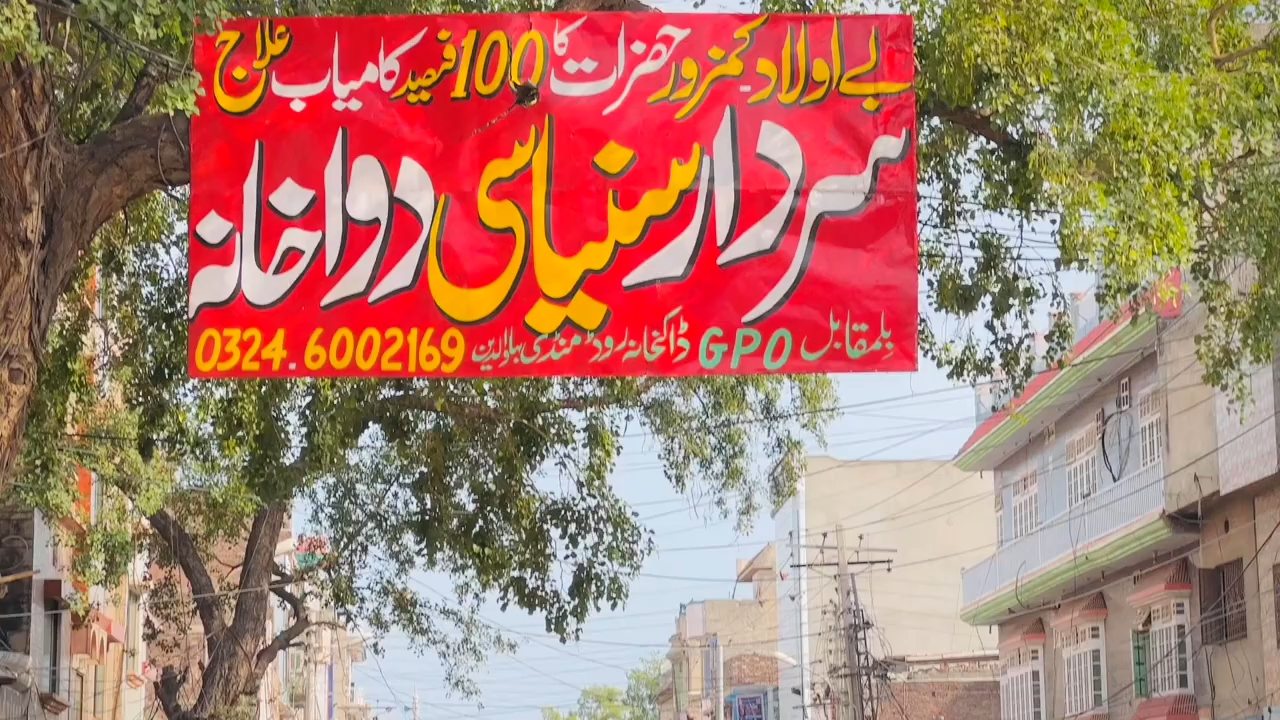 بے اولاد کمزور حضرات کا 100 فیصد کامیاب علاج
سردار سنیاسی دواخانہ
بلمقابل GPO ڈاکخانہ روڈ منڈی بہاؤالدین 0324.6002169